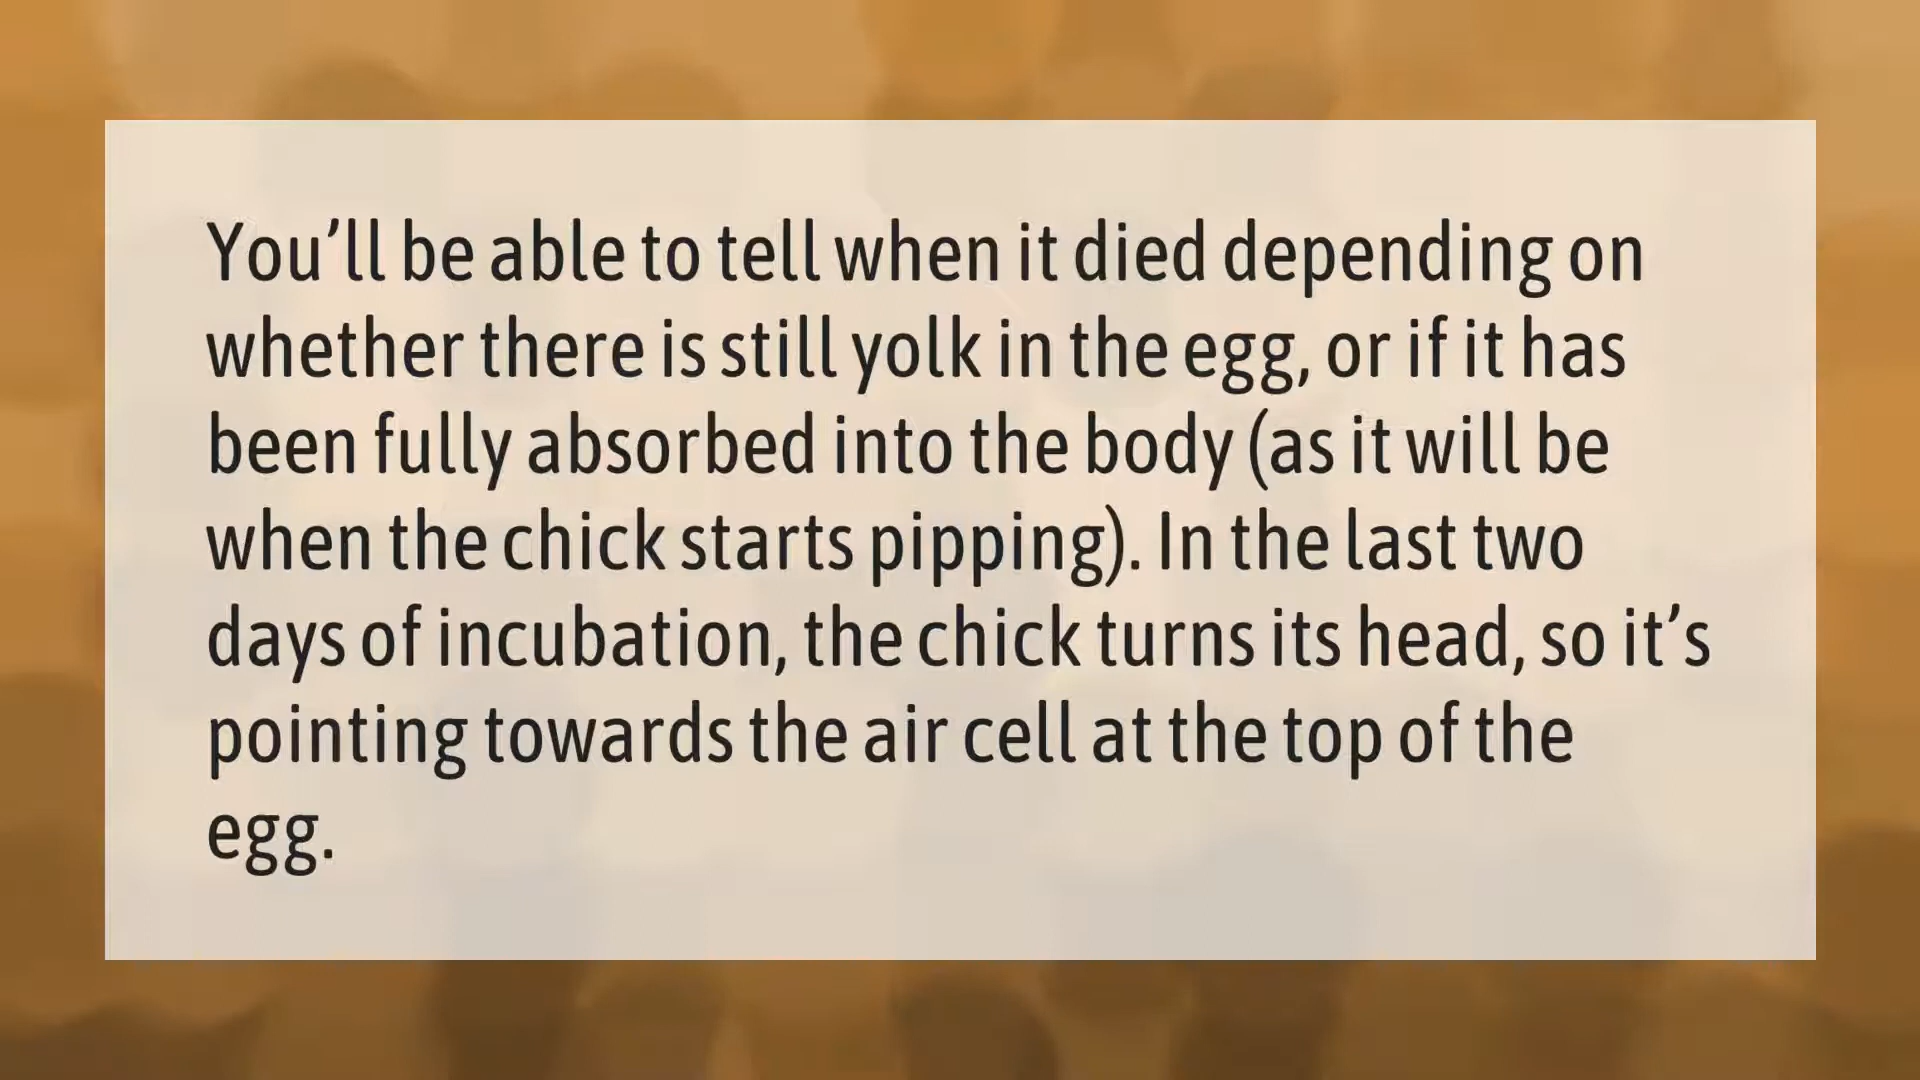 You’ll be able to tell when it died depending on
whether there is still yolk in the egg, or if it has
been fully absorbed into the body (as it will be
when the chick starts pipping). In the last two
days of incubation, the chick turns its head, so it’s
pointing towards the air cell at the top of the
egg.